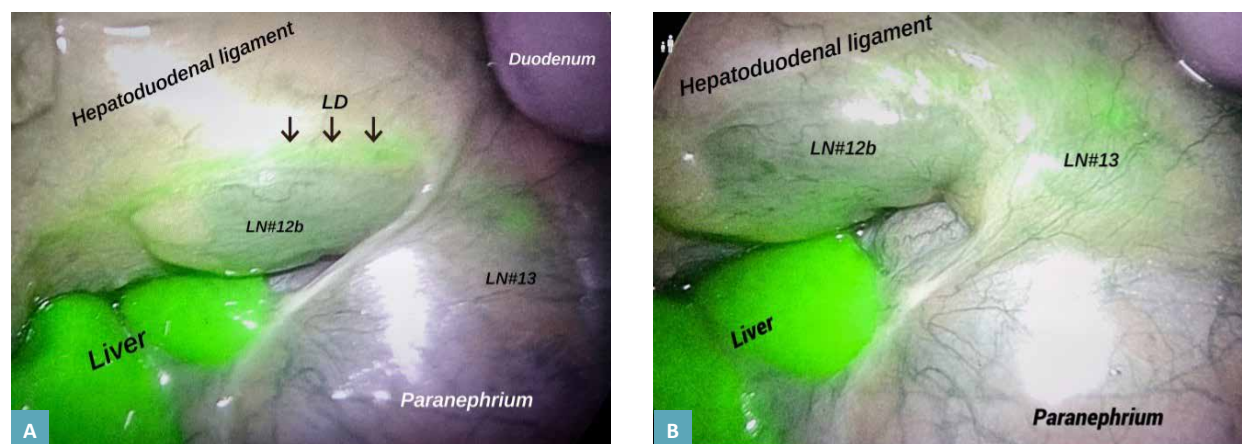 Hepatoduodenal ligament
Duodenum
LD
LN#12b
LN#13
Liver
Paranephrium
A
Hepatoduodenal ligament
LN#12b
LN#13
Liver
Paranephrium
B